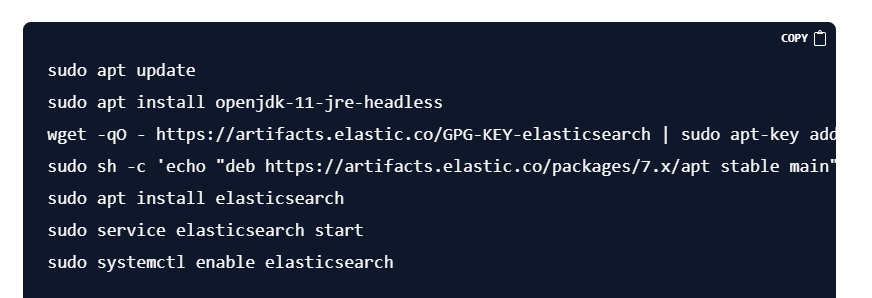 COPY
sudo apt update
sudo apt install openjdk-11-jre-headless
wget -qO - https://artifacts.elastic.co/GPG-KEY-elasticsearch | sudo apt-key add
sudo sh -c 'echo "deb https://artifacts.elastic.co/packages/7.x/apt stable main"
sudo apt install elasticsearch
sudo service elasticsearch start
sudo systemctl enable elasticsearch